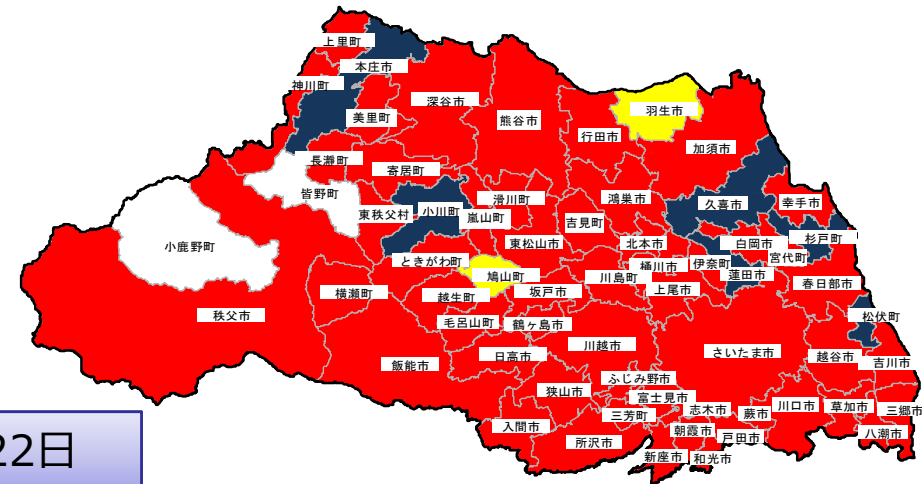 上里町
本庄市
神川町
美里町
深谷市
熊谷市
行田市
羽生市
加須市
長瀞町
皆野町
寄居町
東秩父村
小川町
嵐山町
滑川町
吉見町
鴻巣市
久喜市
幸手市
杉戸町
小鹿野町
秩父市
横瀬町
ときがわ町
東松山市
北本市
桶川市
伊奈町
白岡市
宮代町
蓮田市
春日部市
鳩山町
越生町
坂戸市
川島町
上尾市
松伏町
毛呂山町
鶴ヶ島市
日高市
川越市
さいたま市
越谷市
吉川市
飯能市
狭山市
ふじみ野市
富士見市
三芳町
志木市
蕨市
川口市
草加市
三郷市
入間市
所沢市
朝霞市
戸田市
八潮市
新座市
和光市
22日